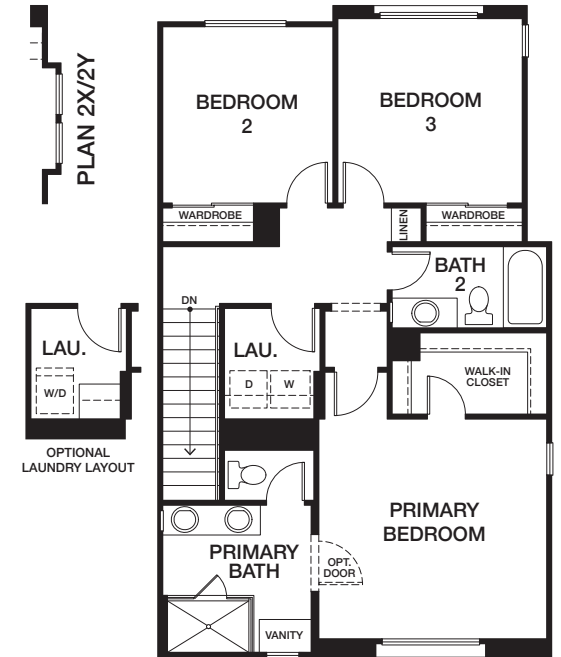 PLAN 2X/2Y
BEDROOM
2
BEDROOM
3
WARDROBE
LINEN
WARDROBE
BATH
2
DN
LAU.
D
W
WALK-IN
CLOSET
LAU.
W/D
OPTIONAL
LAUNDRY LAYOUT
PRIMARY
BEDROOM
PRIMARY
BATH
OPT.
DOOR
VANITY